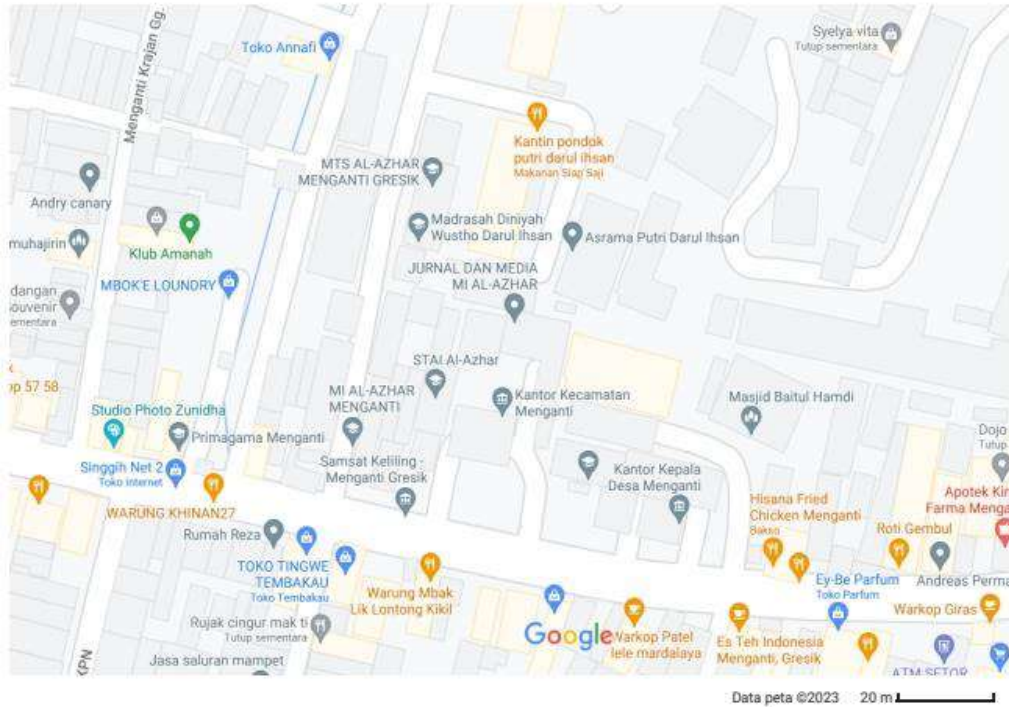 Menganti Krajan Gg.
Toko Annafi
Syelya vita
Tutup sementara
Kantin pondok
putri darul ihsan
Makanan Siap Saji
MTS AL-AZHAR
MENGANTI GRESIK
Andry canary
Madrasah Diniyah
Wustho Darul Ihsan
Asrama Putri Darul Ihsan
muhajirin
Klub Amanah
JURNAL DAN MEDIA
MI AL-AZHAR
MBOK'E LOUNDRY
dangan
Souvenir
ementara
STAI Al-Azhar
k
op 57 58
MI AL-AZHAR
MENGANTI
Kantor Kecamatan
Menganti
Masjid Baitul Hamdi
Studio Photo Zunidha
Primagama Menganti
Dojo
Tutup
Singgih Net 2
Toko internet
Samsat Keliling -
Menganti Gresik
Kantor Kepala
Desa Menganti
WARUNG KHINAN27
Hisana Fried
Chicken Menganti
Bakso
Apotek Kim
Farma Menga
Roti Gembul
Rumah Reza
TOKO TINGWE
TEMBAKAU
Toko Tembakau
Warung Mbak
Lik Lontong Kikil
Ey-Be Parfum
Toko Parfum
Andreas Perma
Warkop Giras
Rujak cingur mak ti
Tutup sementara
Google
Warkop Patel
lele mardalaya
Es Teh Indonesia
Menganti, Gresik
KPN
Jasa saluran mampet
ATM SETOR
Data peta ©2023
20 m